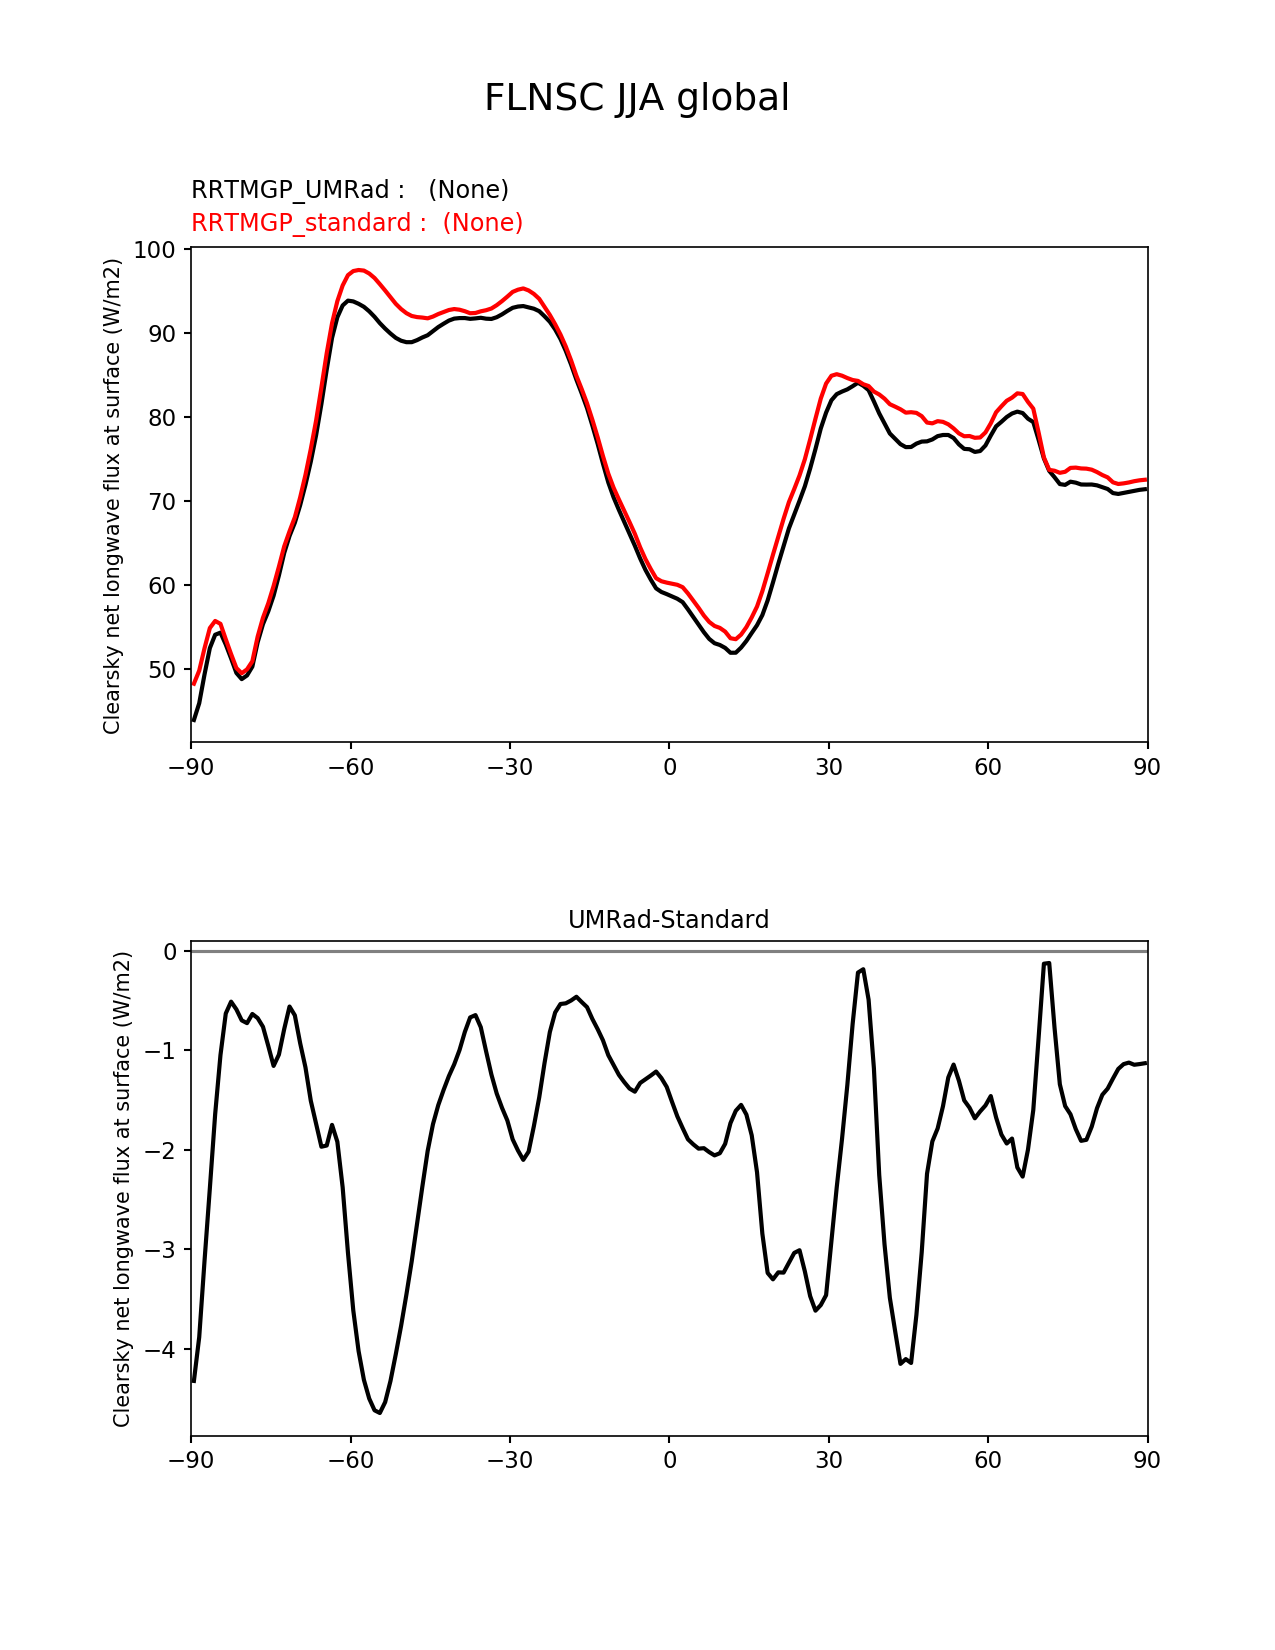 FLNSC JJA global
RRTMGP_UMRad :   (None)
RRTMGP_standard :  (None)
Clearsky net longwave flux at surface (W/m2)
100
90
80
70
60
50
−90 −60 −30 0 30 60 90
UMRad-Standard
Clearsky net longwave flux at surface (W/m2)
0
−1
−2
−3
−4
−90 −60 −30 0 30 60 90